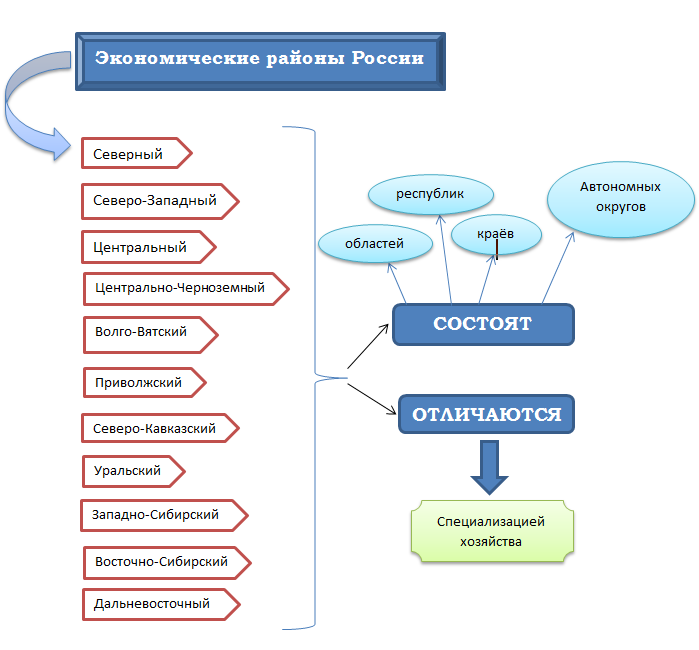 Экономические районы России
Северный
Северо-Западный
Центральный
Центрально-Черноземный
Волго-Вятский
Приволжский
Северо-Кавказский
Уральский
Западно-Сибирский
Восточно-Сибирский
Дальневосточный
республик
Автономных
округов
областей
краёв
СОСТОЯТ
ОТЛИЧАЮТСЯ
Специализацией
хозяйства